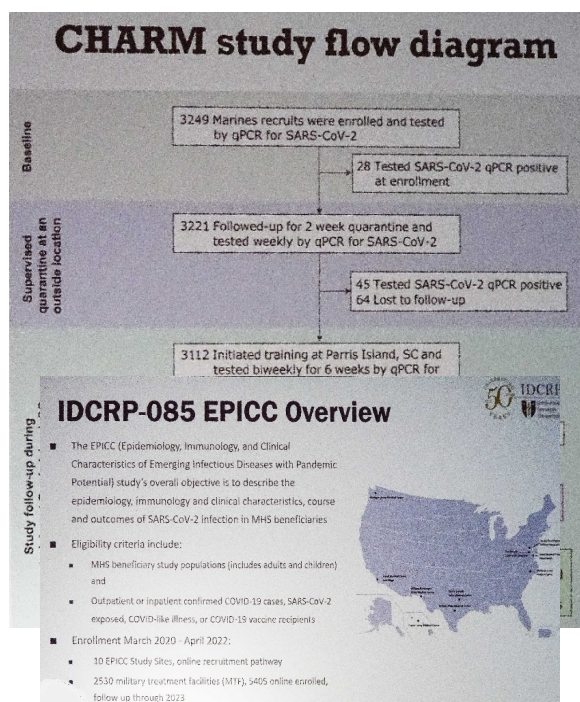 CHARM study flow diagram
Baseline
3249 Marines recruits were enrolled and tested
by qPCR for SARS-CoV-2
28 Tested SARS-CoV-2 qPCR positive
at enrollment
Supervised
quarantine at an
outside location
3221 Followed-up for 2 week quarantine and
tested weekly by qPCR for SARS-CoV-2
45 Tested SARS-CoV-2 qPCR positive
64 Lost to follow-up
3112 Initiated training at Parris Island, SC and
tested biweekly for 6 weeks by qPCR for
Study follow-up during
IDCRP-085 EPICC Overview
50
YEARS
IDCRP
■ The EPICC (Epidemiology, Immunology, and Clinical
Characteristics of Emerging Infectious Diseases with Pandemic
Potential) study's overall objective is to describe the
epidemiology, immunology and clinical characteristics, course
and outcomes of SARS-CoV-2 infection in MHS beneficiaries
■ Eligibility criteria include:
■ MHS beneficiary study populations (includes adults and children)
and
■ Outpatient or inpatient confirmed COVID-19 cases, SARS-CoV-2
exposed, COVID-like illness, or COVID-19 vaccine recipients
■ Enrollment March 2020 - April 2022:
■ 10 EPICC Study Sites, online recruitment pathway
■ 2530 military treatment facilities (MTF), 5405 online enrolled,
follow up through 2023